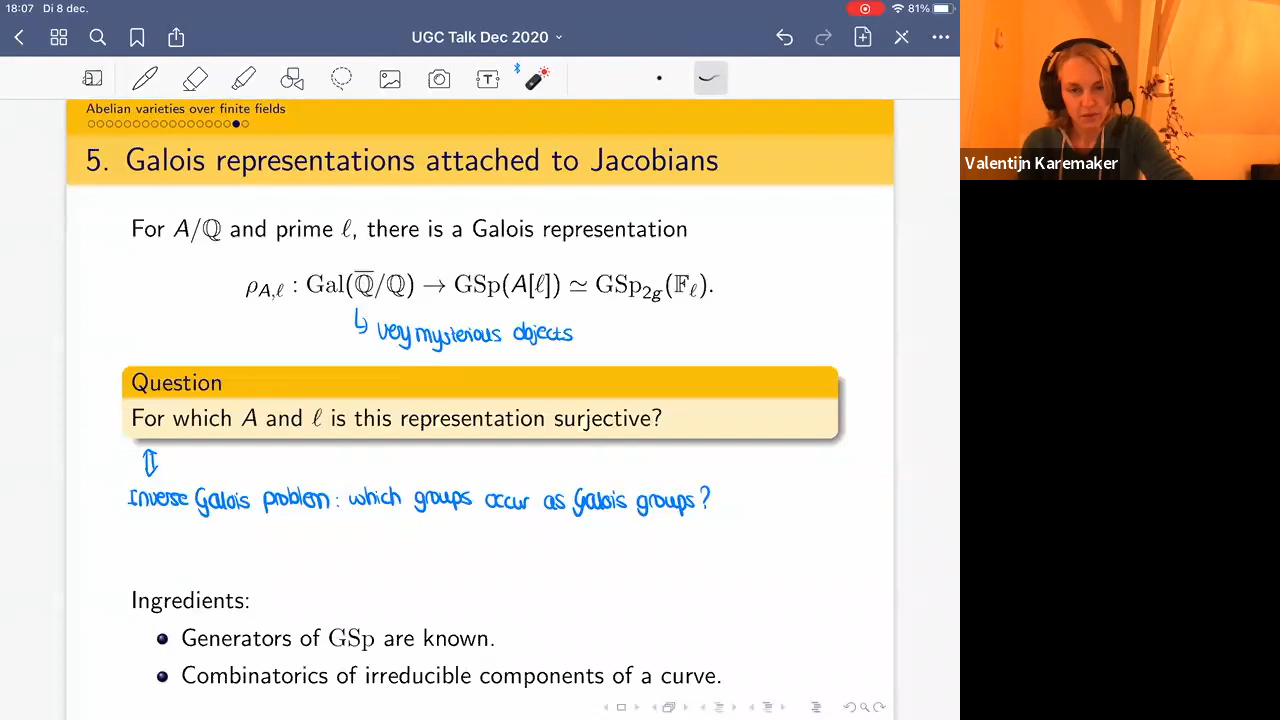 18:07 Di 8 dec.
81%
UGC Talk Dec 2020
T
Abelian varieties over finite fields
5. Galois representations attached to Jacobians
For A/ℚ and prime ℓ, there is a Galois representation
ρ_{A,ℓ} : Gal(ℚ̅/ℚ) → GSp(A[ℓ]) ≃ GSp_{2g}(𝔽_ℓ).
↳ very mysterious objects
Question
For which A and ℓ is this representation surjective?
⇕
Inverse Galois problem: which groups occur as Galois groups?
Ingredients:
• Generators of GSp are known.
• Combinatorics of irreducible components of a curve.
Valentijn Karemaker